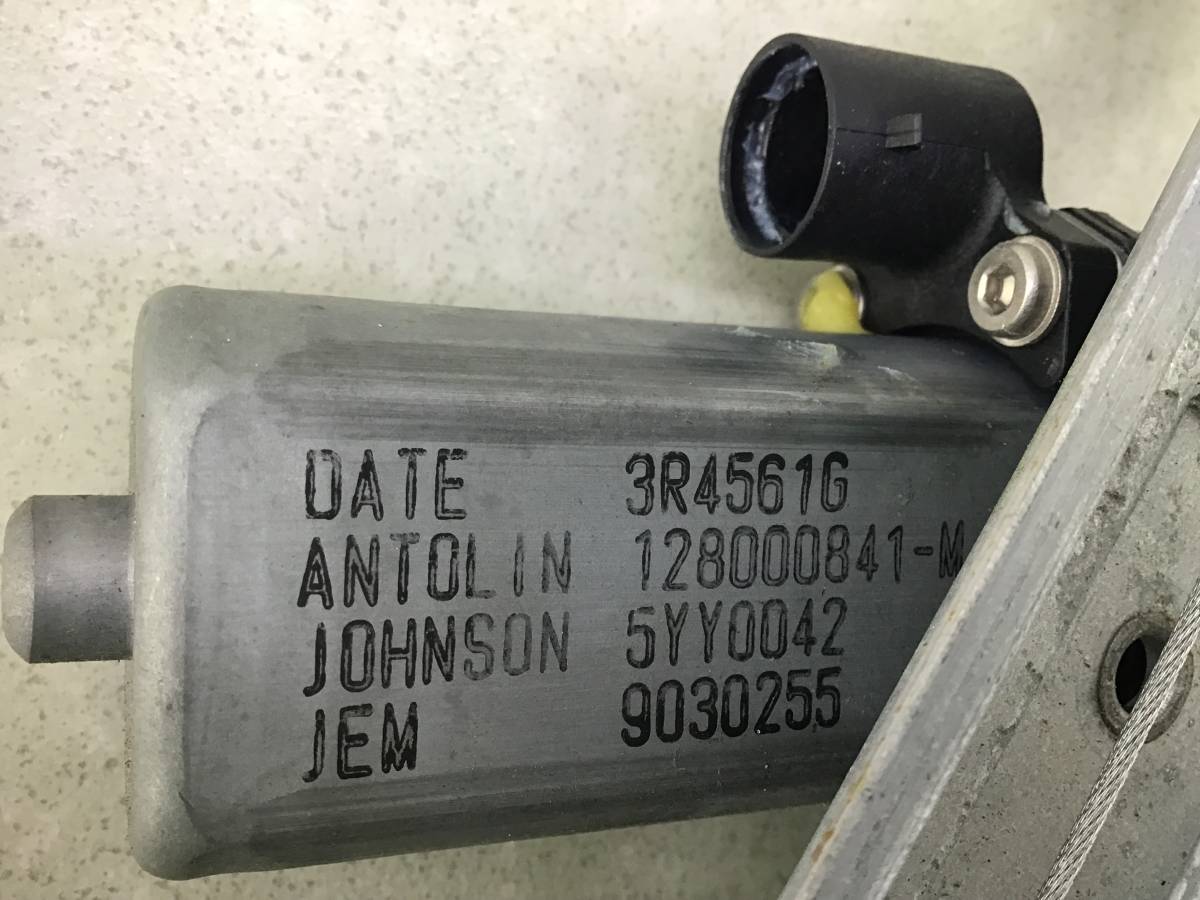 DATE 3R4561G
ANTOLIN 128000841-M
JOHNSON 5YY0042
JEM 9030255